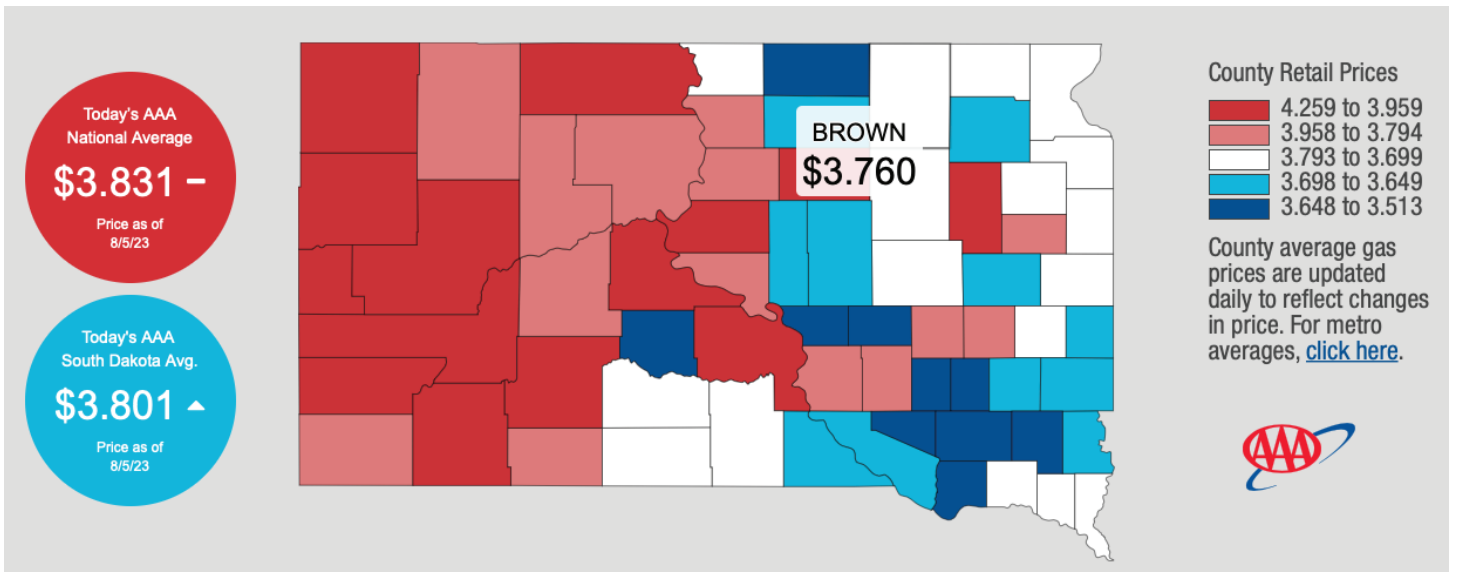 Today's AAA
National Average
$3.831 –
Price as of
8/5/23
Today's AAA
South Dakota Avg.
$3.801
Price as of
8/5/23
BROWN
$3.760
County Retail Prices
4.259 to 3.959
3.958 to 3.794
3.793 to 3.699
3.698 to 3.649
3.648 to 3.513
County average gas
prices are updated
daily to reflect changes
in price. For metro
averages, click here.
AAA